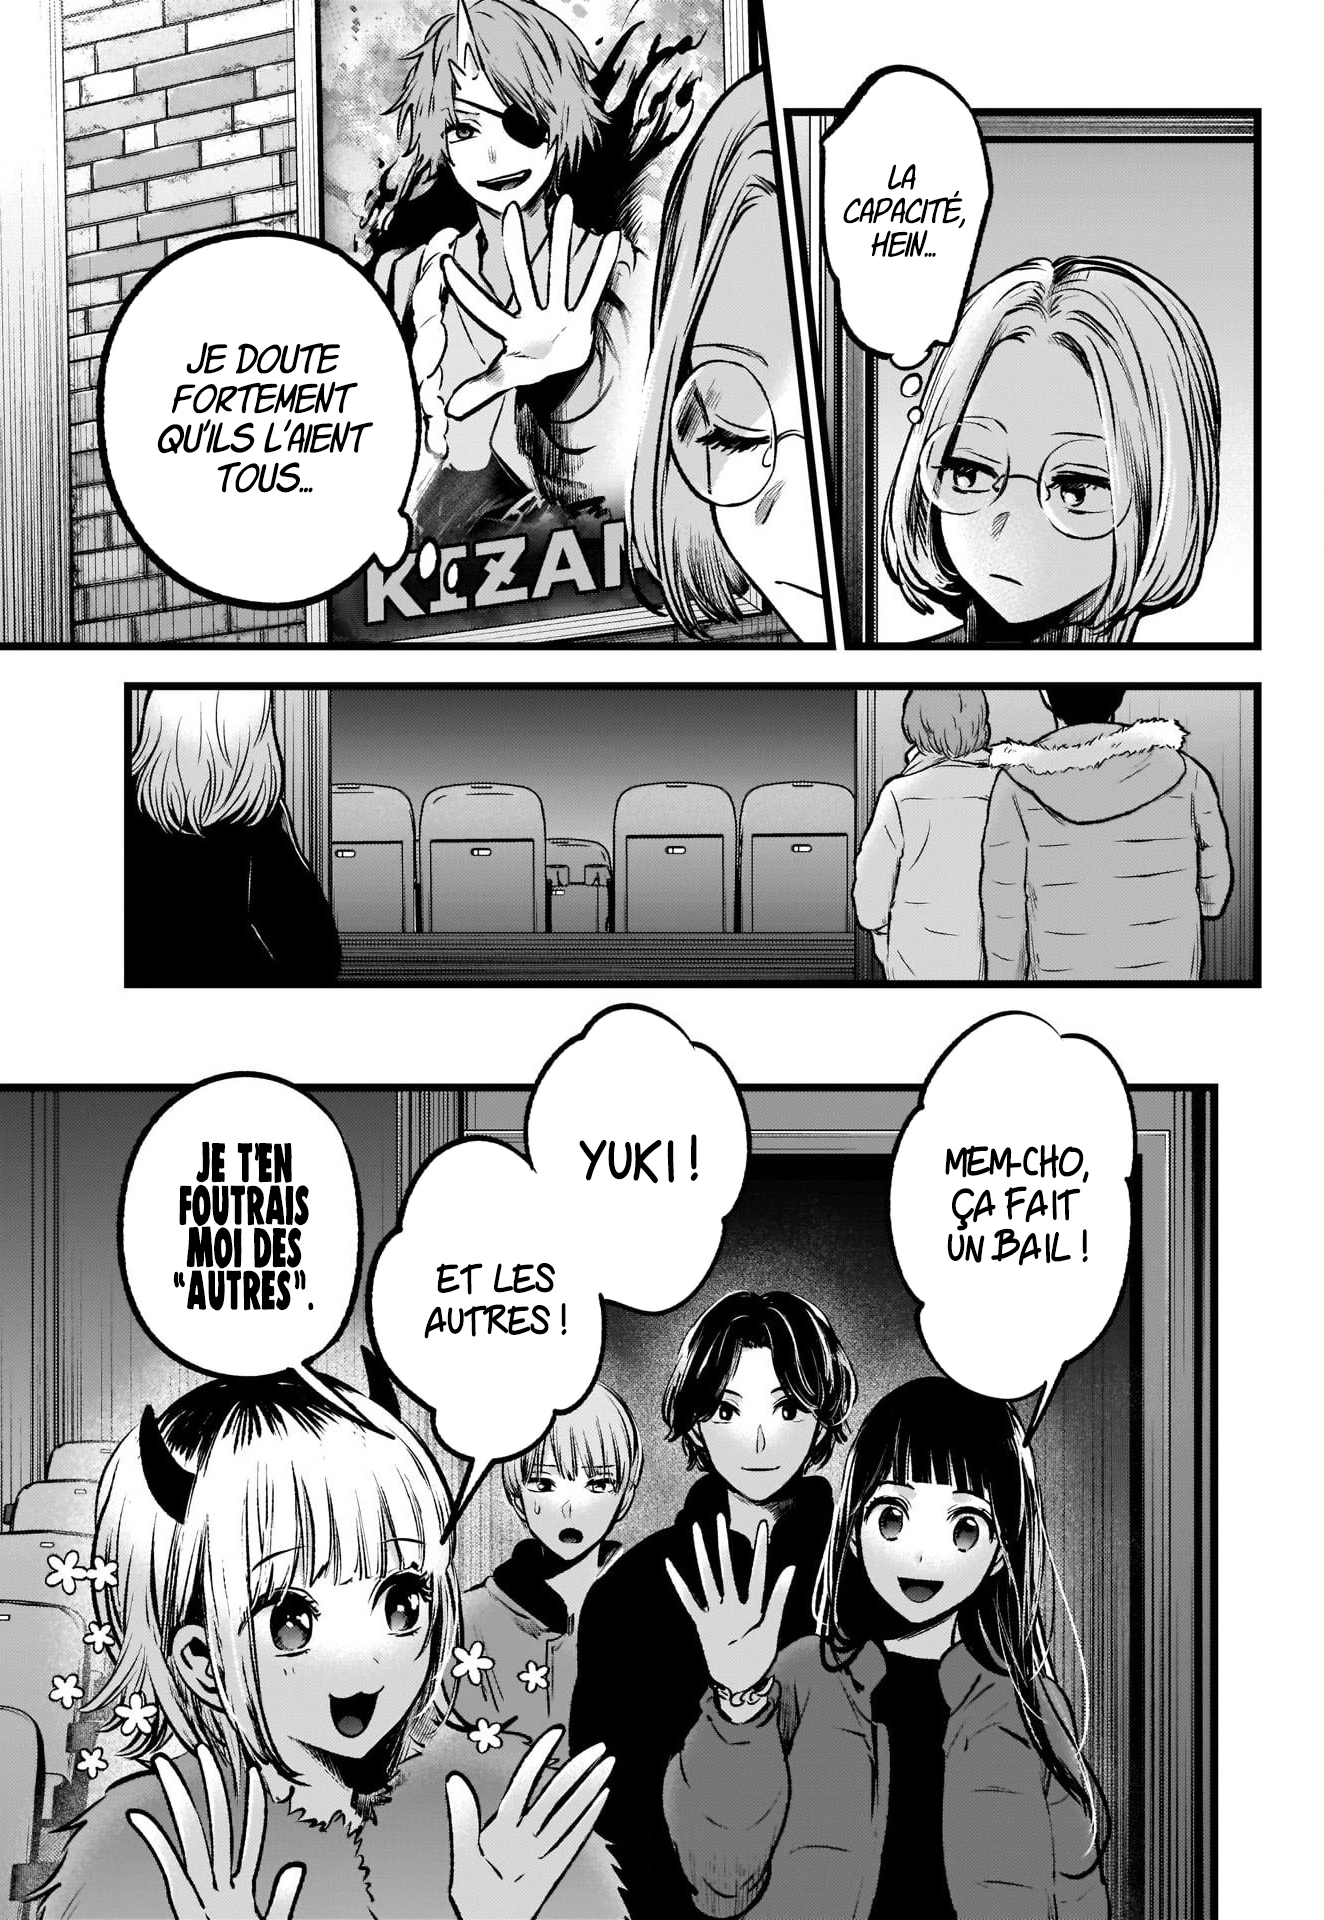 LA
CAPACITÉ,
HEIN...
JE DOUTE
FORTEMENT
QU'ILS L'AIENT
TOUS...
KIZAN
MEM-CHO,
ÇA FAIT
UN BAIL !
YUKI !
ET LES
AUTRES !
JE T'EN
FOUTRAIS
MOI DES
“AUTRES”.